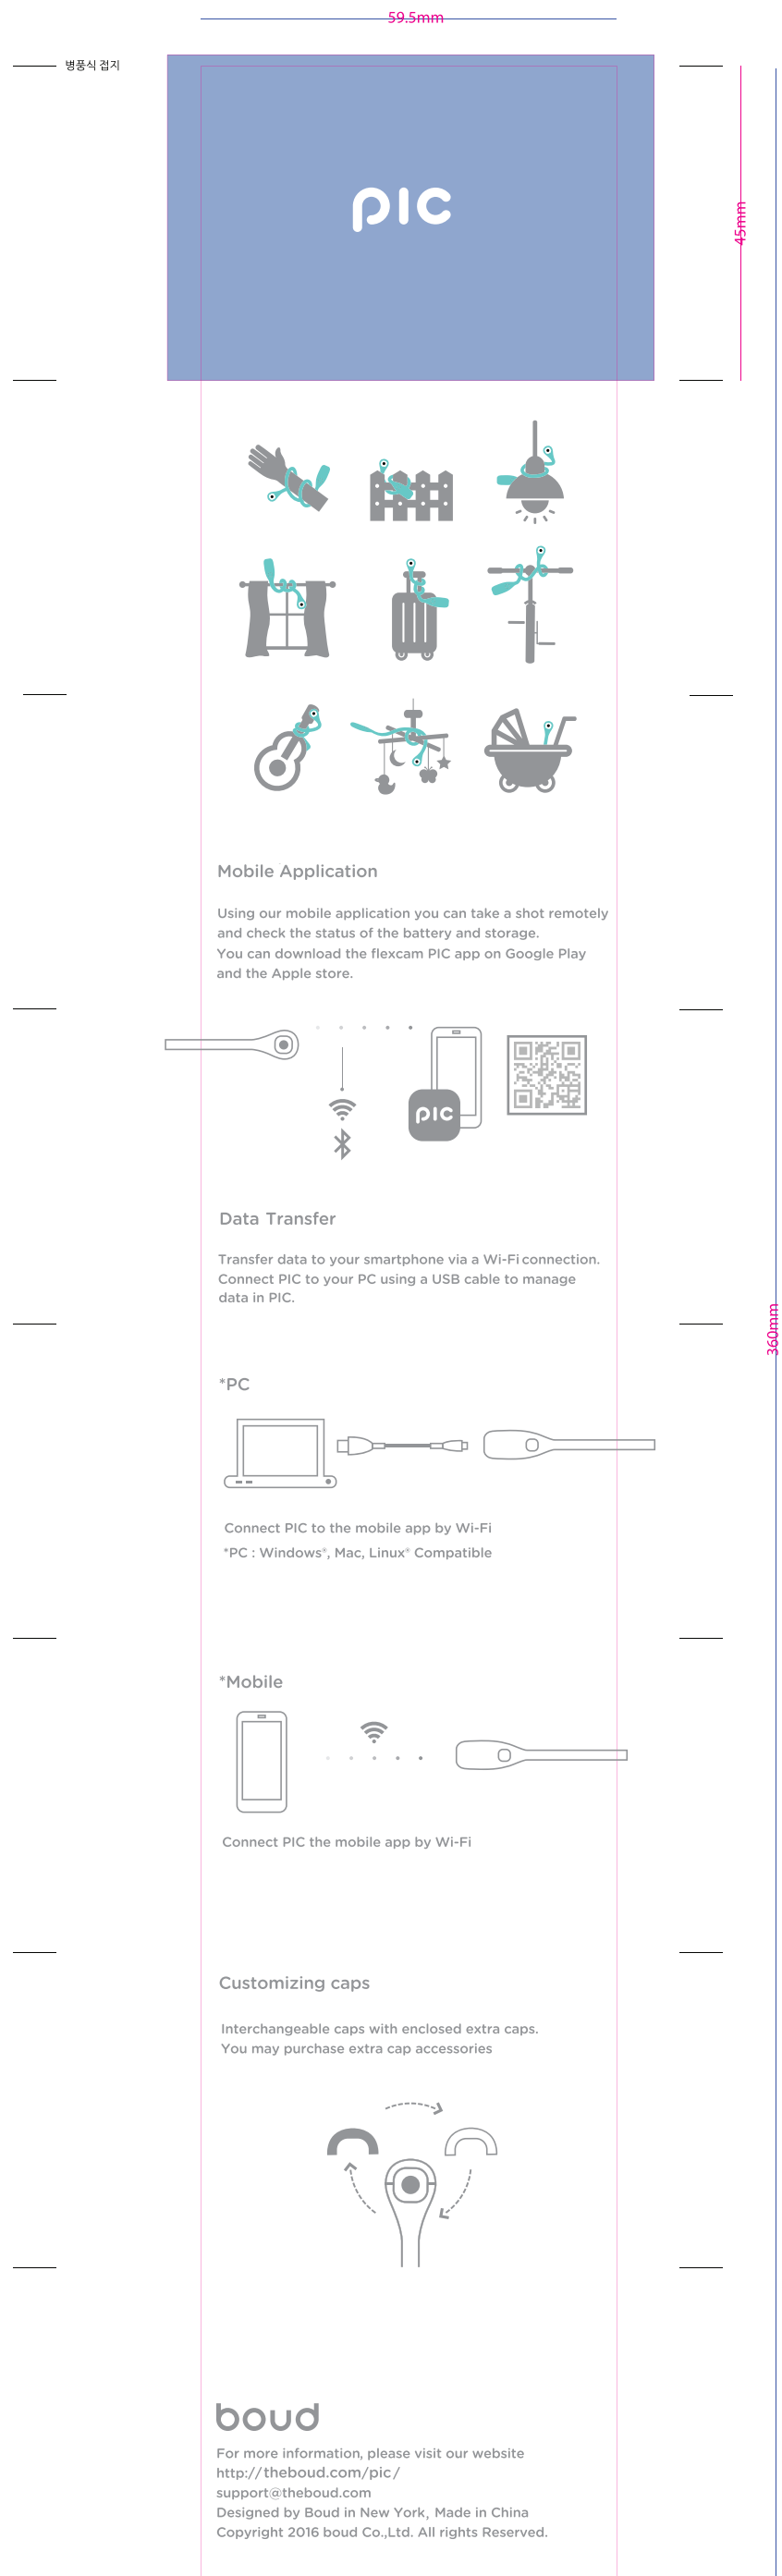 59.5mm
병풍식 접지
45mm
pic
Mobile Application
Using our mobile application you can take a shot remotely
and check the status of the battery and storage.
You can download the flexcam PIC app on Google Play
and the Apple store.
pic
Data Transfer
Transfer data to your smartphone via a Wi-Fi connection.
Connect PIC to your PC using a USB cable to manage
data in PIC.
360mm
*PC
Connect PIC to the mobile app by Wi-Fi
*PC : Windows®, Mac, Linux® Compatible
*Mobile
Connect PIC the mobile app by Wi-Fi
Customizing caps
Interchangeable caps with enclosed extra caps.
You may purchase extra cap accessories
boud
For more information, please visit our website
http://theboud.com/pic/
support@theboud.com
Designed by Boud in New York, Made in China
Copyright 2016 boud Co.,Ltd. All rights Reserved.